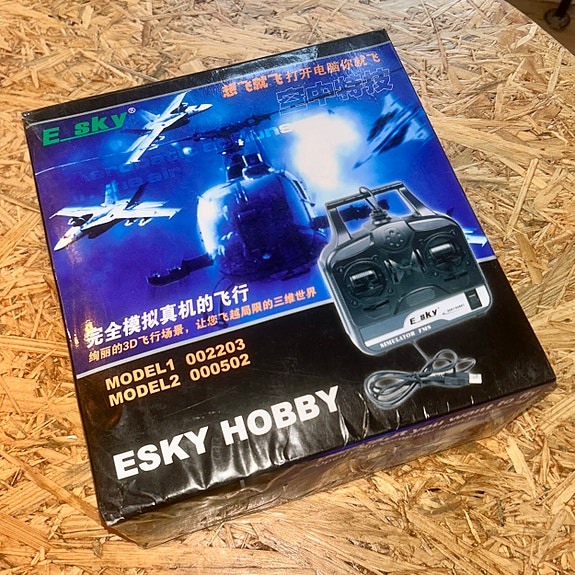 想飞就飞打开电脑你就飞
空中特技
E_sky®
完全模拟真机的飞行
绚丽的3D飞行场景，让您飞越局限的三维世界
MODEL1 002203
MODEL2 000502
E_sky
SIMULATOR FMS
ESKY HOBBY